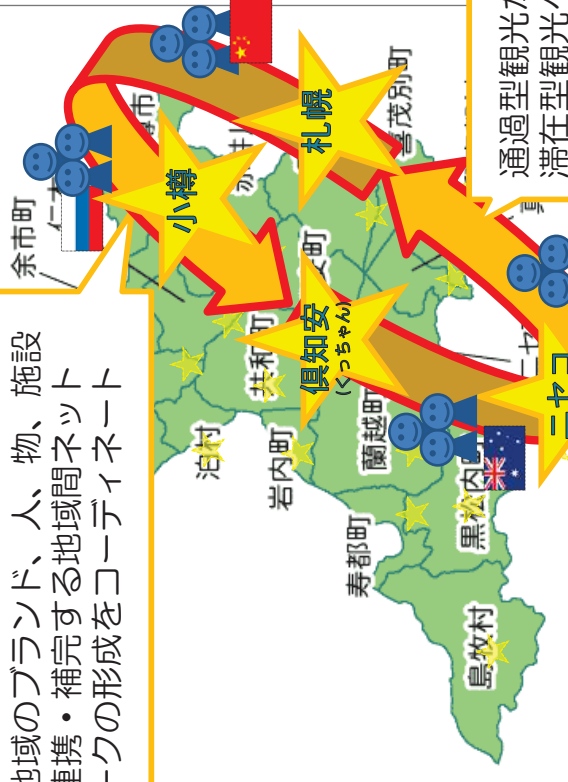 地域のブランド、人、物、施設
連携・補完する地域間ネット
ークの形成をコーディネート
余市町
小樽
札幌
喜茂別町
倶知安
(くっちゃん)
共和町
泊村
岩内町
蘭越町
寿都町
黒松内町
島牧村
ニセコ
通過型観光か
滞在型観光へ